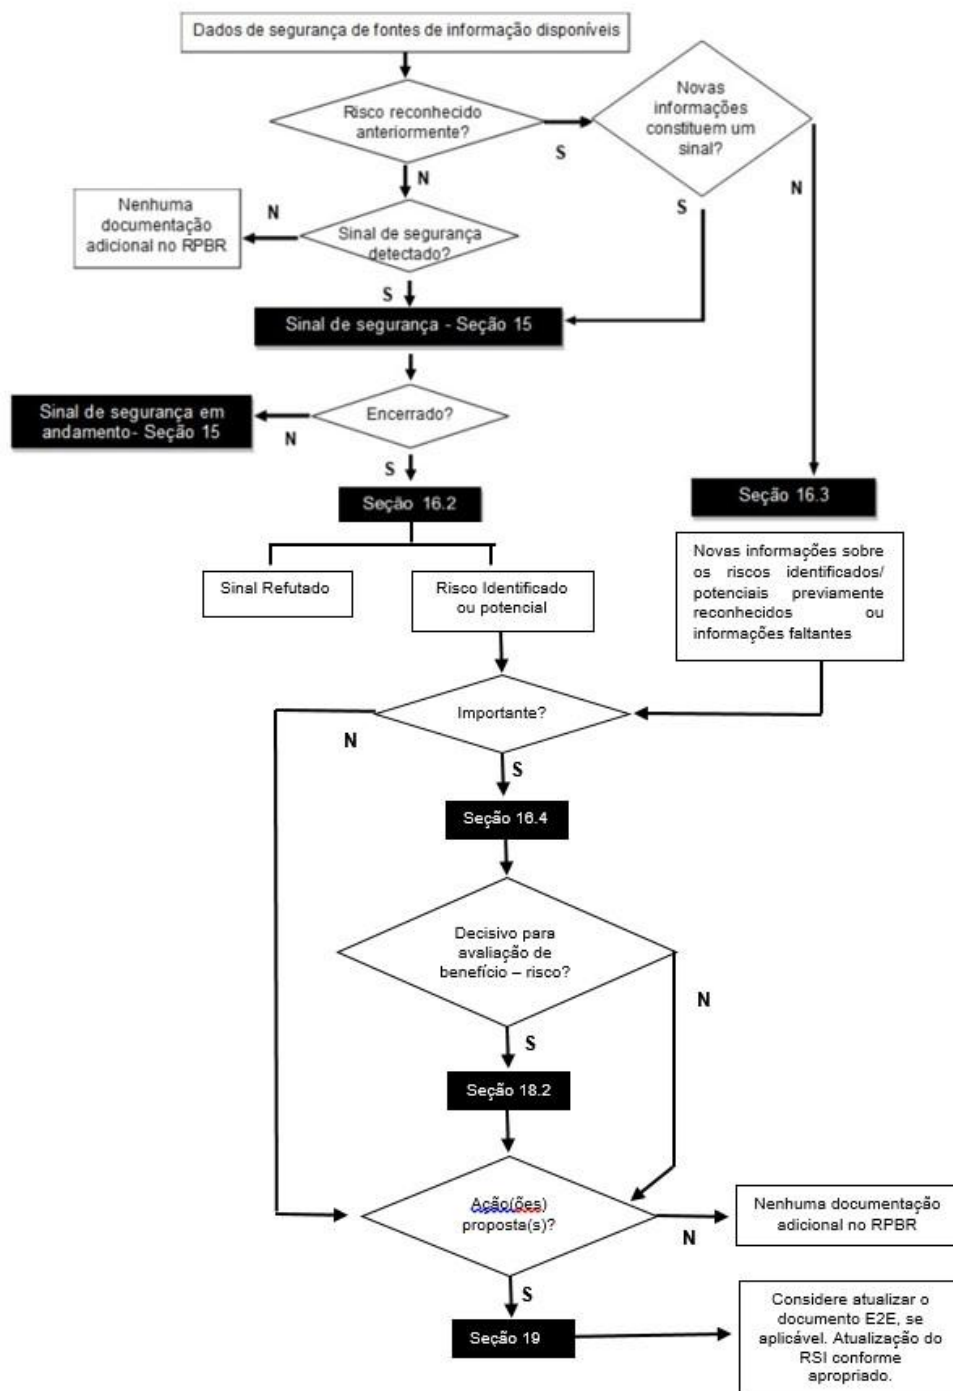 Dados de segurança de fontes de informação disponíveis
Risco reconhecido
anteriormente?
S
Novas
informações
constituem um
sinal?
N
S
N
Nenhuma
documentação
adicional no RPBR
N
Sinal de segurança
detectado?
S
Sinal de segurança - Seção 15
Encerrado?
N
Sinal de segurança em
andamento- Seção 15
S
Seção 16.2
Seção 16.3
Sinal Refutado
Risco Identificado
ou potencial
Novas informações sobre
os riscos identificados/
potenciais previamente
reconhecidos ou
informações faltantes
Importante?
N
S
Seção 16.4
Decisivo para
avaliação de
benefício – risco?
N
S
Seção 18.2
Ação(ões)
proposta(s)?
N
Nenhuma documentação
adicional no RPBR
S
Seção 19
Considere atualizar o
documento E2E, se
aplicável. Atualização do
RSI conforme
apropriado.